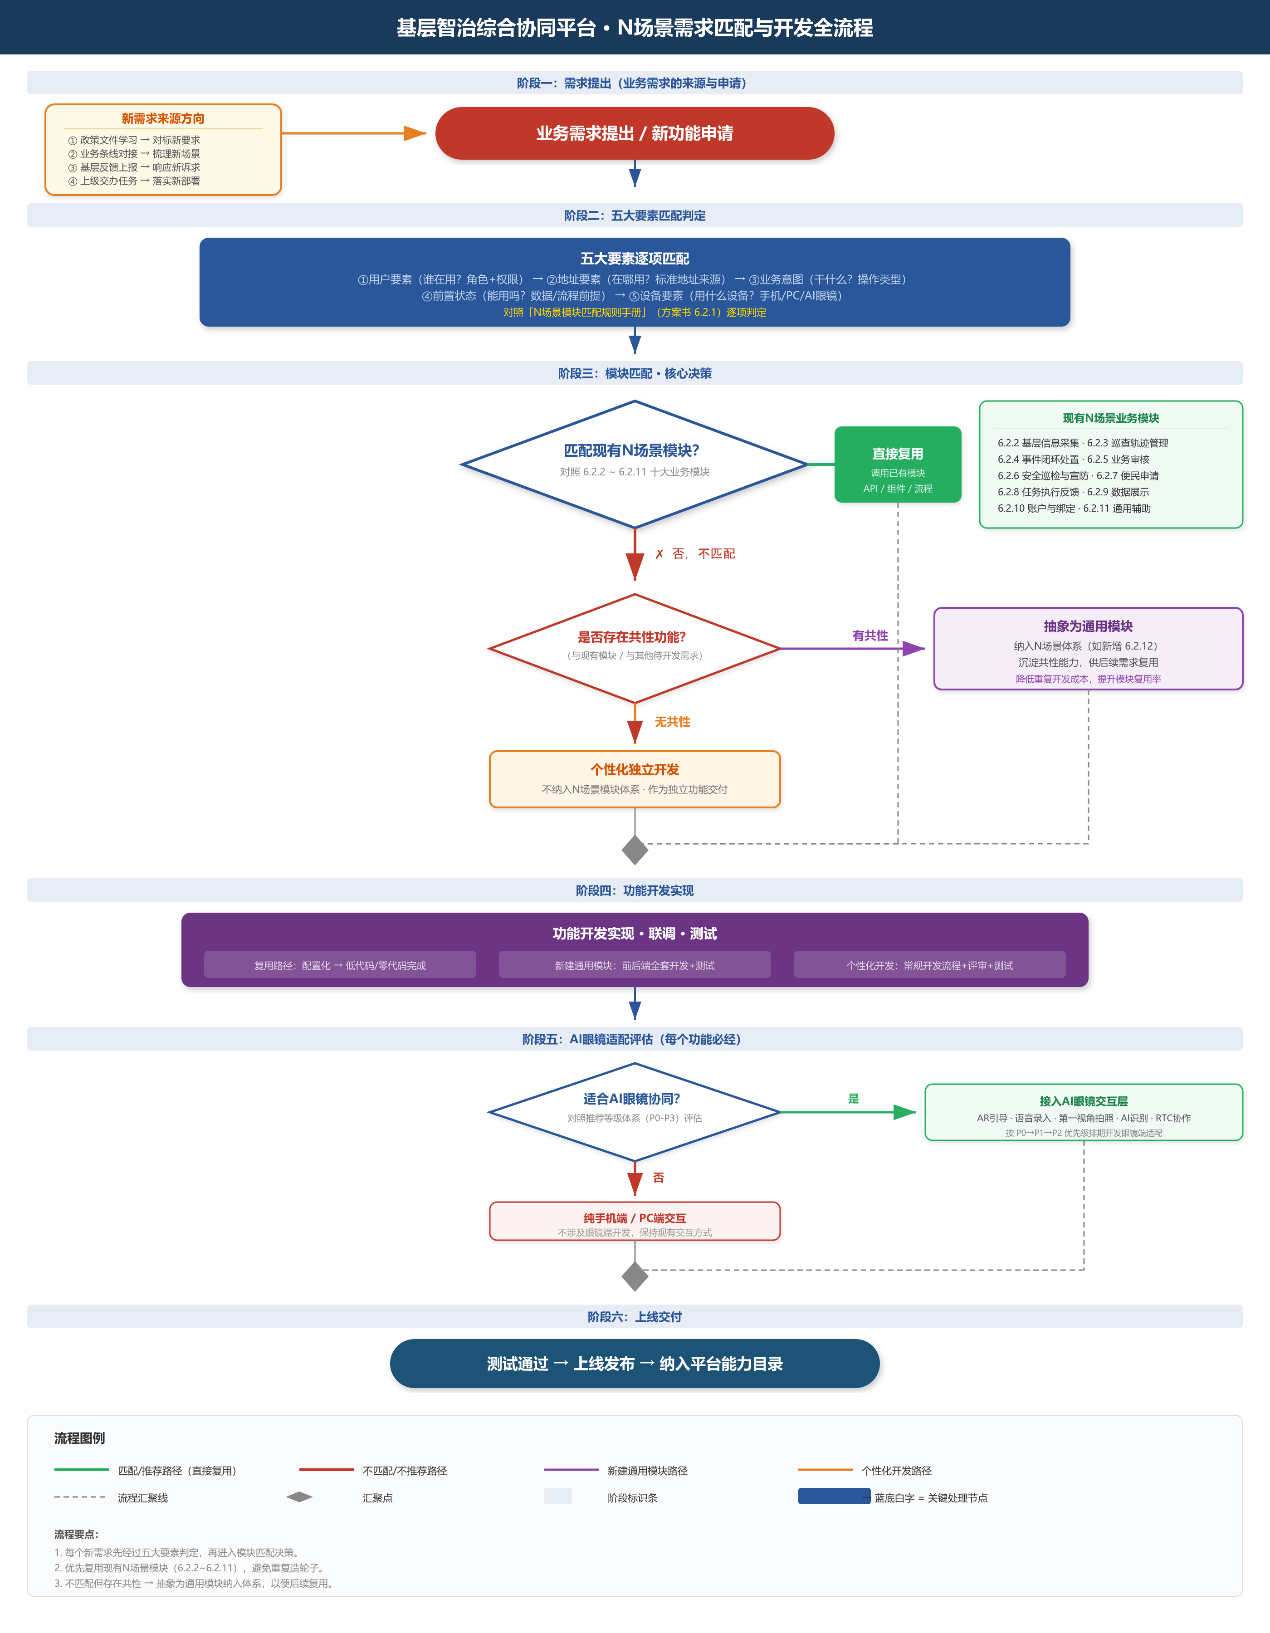 基层智治综合协同平台 · N场景需求匹配与开发全流程
阶段一：需求提出（业务需求的来源与申请）
新需求来源方向
① 政策文件学习 → 对标新要求
② 业务条线对接 → 梳理新场景
③ 基层反馈上报 → 响应新诉求
④ 上级交办任务 → 落实新部署
业务需求提出 / 新功能申请
阶段二：五大要素匹配判定
五大要素逐项匹配
①用户要素（谁在用？角色+权限） → ②地址要素（在哪用？标准地址来源） → ③业务意图（干什么？操作类型）
④前置状态（能用吗？数据/流程前提） → ⑤设备要素（用什么设备？手机/PC/AI眼镜）
对照「N场景模块匹配规则手册」（方案书 6.2.1）逐项判定
阶段三：模块匹配 · 核心决策
匹配现有N场景模块？
对照 6.2.2 ~ 6.2.11 十大业务模块
直接复用
调用已有模块
API / 组件 / 流程
现有N场景业务模块
6.2.2 基层信息采集 · 6.2.3 巡查轨迹管理
6.2.4 事件闭环处置 · 6.2.5 业务审核
6.2.6 安全巡检与宣防 · 6.2.7 便民申请
6.2.8 任务执行反馈 · 6.2.9 数据展示
6.2.10 账户与绑定 · 6.2.11 通用辅助
✗ 否，不匹配
是否存在共性功能？
（与现有模块 / 与其他待开发需求）
有共性
抽象为通用模块
纳入N场景体系（如新增 6.2.12）
沉淀共性能力，供后续需求复用
降低重复开发成本，提升模块复用率
无共性
个性化独立开发
不纳入N场景模块体系 · 作为独立功能交付
阶段四：功能开发实现
功能开发实现 · 联调 · 测试
复用路径：配置化 → 低代码/零代码完成
新建通用模块：前后端全套开发+测试
个性化开发：常规开发流程+评审+测试
阶段五：AI眼镜适配评估（每个功能必经）
适合AI眼镜协同？
对照推荐等级体系（P0-P3）评估
是
接入AI眼镜交互层
AR引导 · 语音录入 · 第一视角拍照 · AI识别 · RTC协作
按 P0→P1→P2 优先级排期开发眼镜端适配
否
纯手机端 / PC端交互
不涉及眼镜端开发，保持现有交互方式
阶段六：上线交付
测试通过 → 上线发布 → 纳入平台能力目录
流程图例
匹配/推荐路径（直接复用）
不匹配/不推荐路径
新建通用模块路径
个性化开发路径
流程汇聚线
汇聚点
阶段标识条
蓝底白字 = 关键处理节点
流程要点：
1. 每个新需求先经过五大要素判定，再进入模块匹配决策。
2. 优先复用现有N场景模块（6.2.2~6.2.11），避免重复造轮子。
3. 不匹配但存在共性 → 抽象为通用模块纳入体系，以便后续复用。